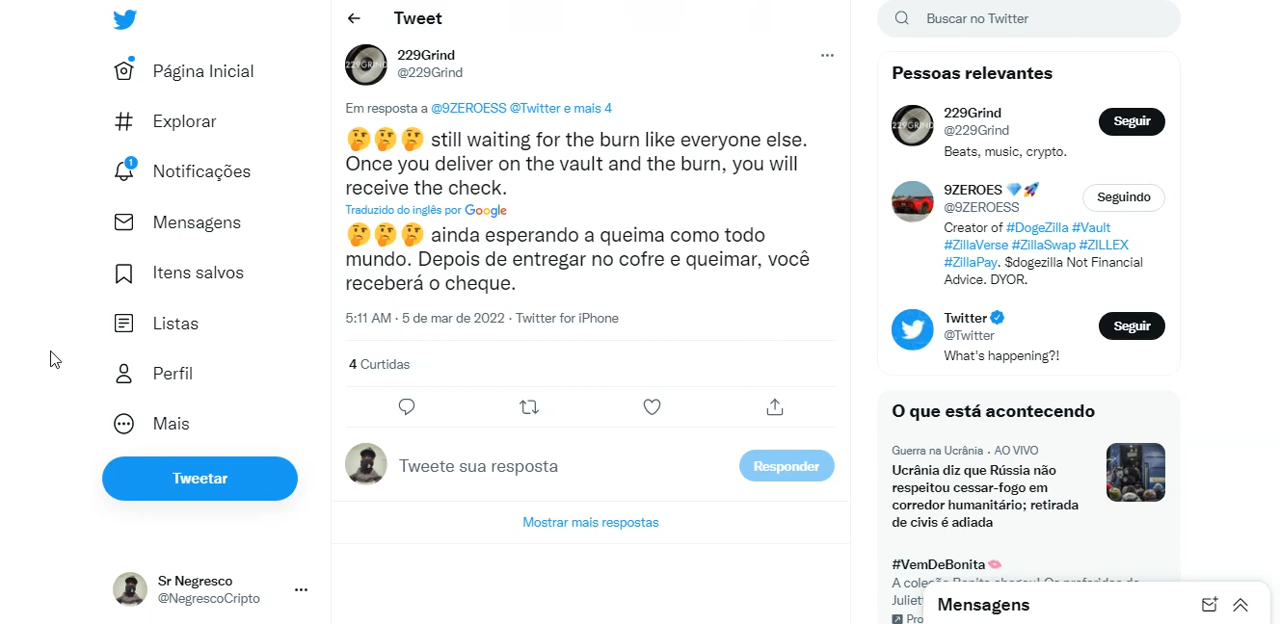 Página Inicial
Explorar
1
Notificações
Mensagens
Itens salvos
Listas
Perfil
Mais
Tweetar
Sr Negresco
@NegrescoCripto
Tweet
229Grind
@229Grind
Em resposta a @9ZEROESS @Twitter e mais 4
🤔🤔🤔 still waiting for the burn like everyone else.
Once you deliver on the vault and the burn, you will
receive the check.
Traduzido do inglês por Google
🤔🤔🤔 ainda esperando a queima como todo
mundo. Depois de entregar no cofre e queimar, você
receberá o cheque.
5:11 AM · 5 de mar de 2022 · Twitter for iPhone
4 Curtidas
Tweete sua resposta
Responder
Mostrar mais respostas
Buscar no Twitter
Pessoas relevantes
229Grind
@229Grind
Seguir
Beats, music, crypto.
9ZEROES 💎🚀
@9ZEROESS
Seguindo
Creator of #DogeZilla #Vault
#ZillaVerse #ZillaSwap #ZILLEX
#ZillaPay. $dogezilla Not Financial
Advice. DYOR.
Twitter
@Twitter
Seguir
What's happening?!
O que está acontecendo
Guerra na Ucrânia · AO VIVO
Ucrânia diz que Rússia não
respeitou cessar-fogo em
corredor humanitário; retirada
de civis é adiada
#VemDeBonita 💋
Mensagens